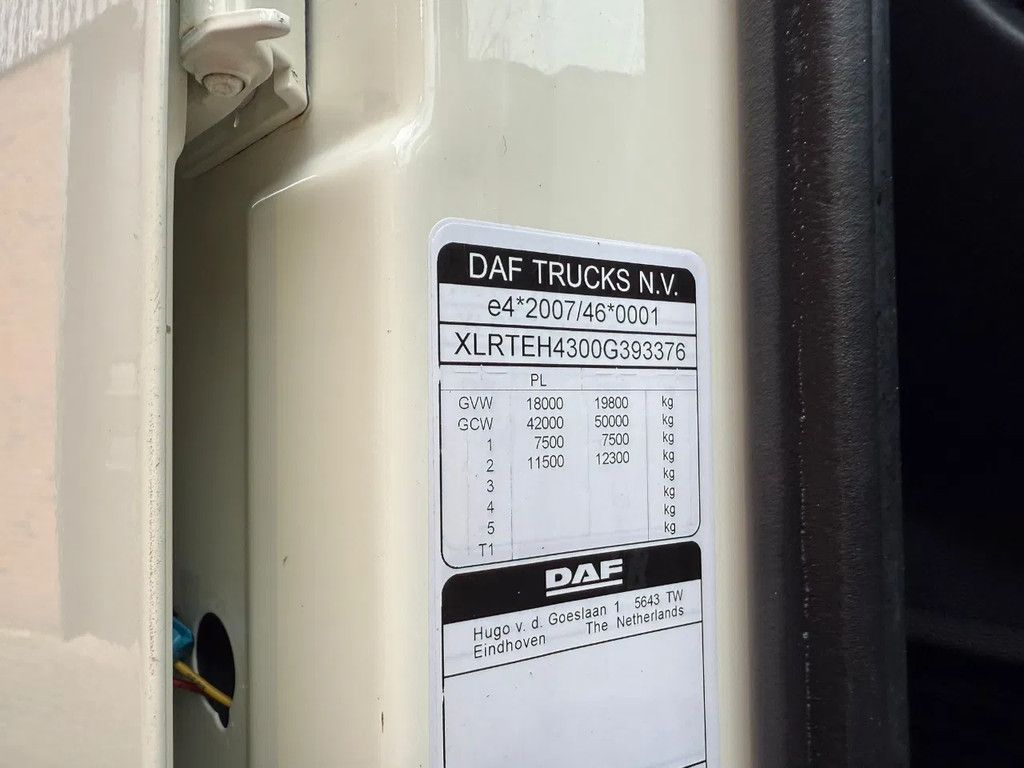 DAF TRUCKS N.V.
e4*2007/46*0001
XLRTEH4300G393376
PL
GVW 18000 19800 kg
GCW 42000 50000 kg
1 7500 7500 kg
2 11500 12300 kg
3 kg
4 kg
5 kg
T1 kg
DAF
Hugo v. d. Goeslaan 1 5643 TW
Eindhoven The Netherlands